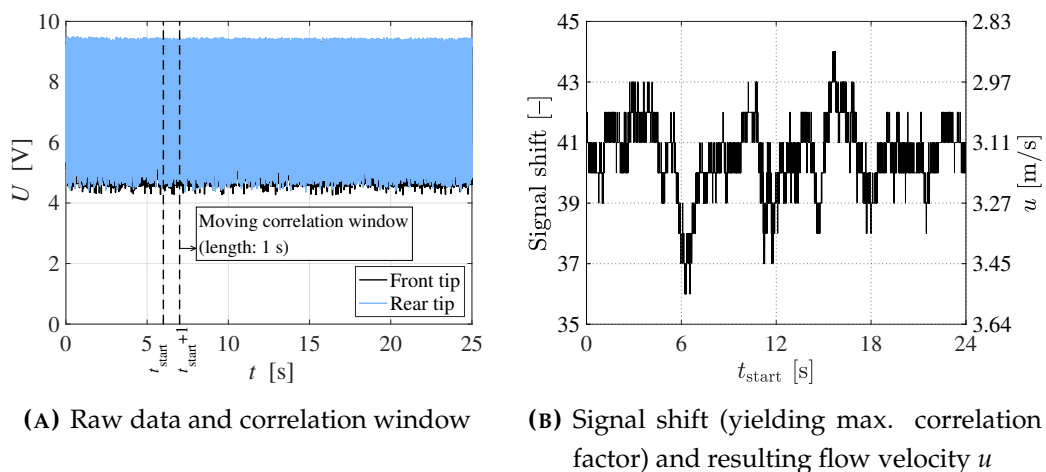 10
8
6
4
2
0
U [V]
Moving correlation window
(length: 1 s)
Front tip
Rear tip
0 5 10 15 20 25
t_start
t_start+1
t [s]
(A) Raw data and correlation window
45
43
41
39
37
35
Signal shift [–]
2.83
2.97
3.11
3.27
3.45
3.64
u [m/s]
0 6 12 18 24
t_start [s]
(B) Signal shift (yielding max. correlation
factor) and resulting flow velocity u